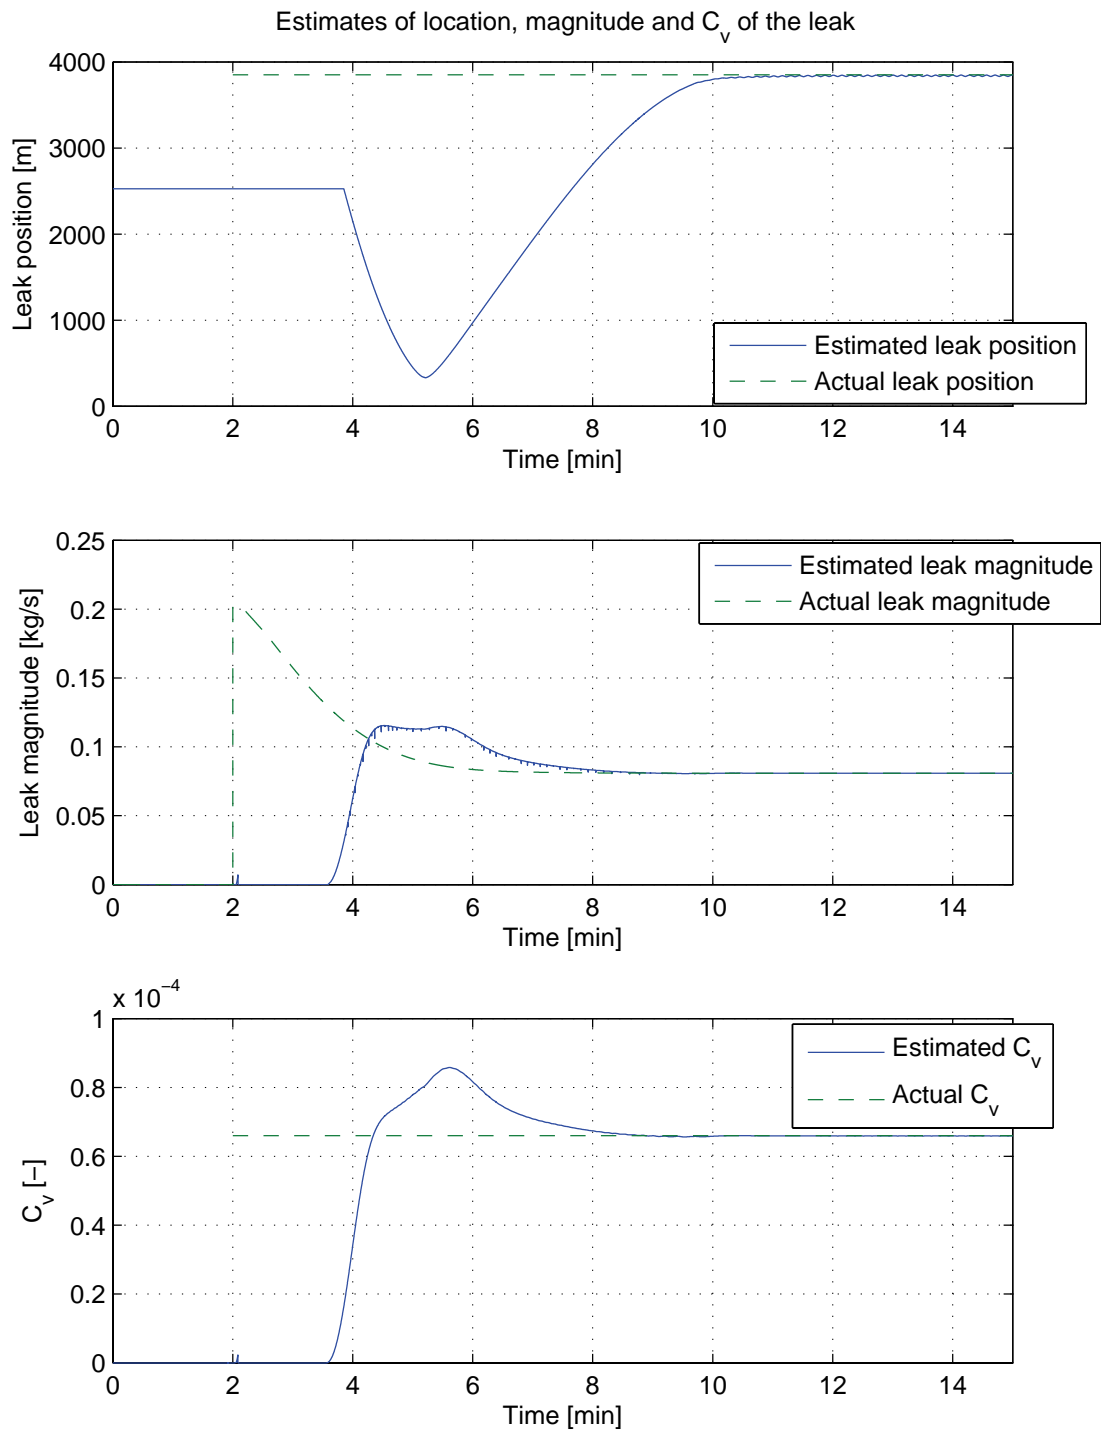 Estimates of location, magnitude and C_v of the leak
4000
3000
2000
1000
0
Leak position [m]
Estimated leak position
Actual leak position
0 2 4 6 8 10 12 14
Time [min]
0.25
0.2
0.15
0.1
0.05
0
Leak magnitude [kg/s]
Estimated leak magnitude
Actual leak magnitude
0 2 4 6 8 10 12 14
Time [min]
x 10^−4
1
0.8
0.6
0.4
0.2
0
C_v [−]
Estimated C_v
Actual C_v
0 2 4 6 8 10 12 14
Time [min]